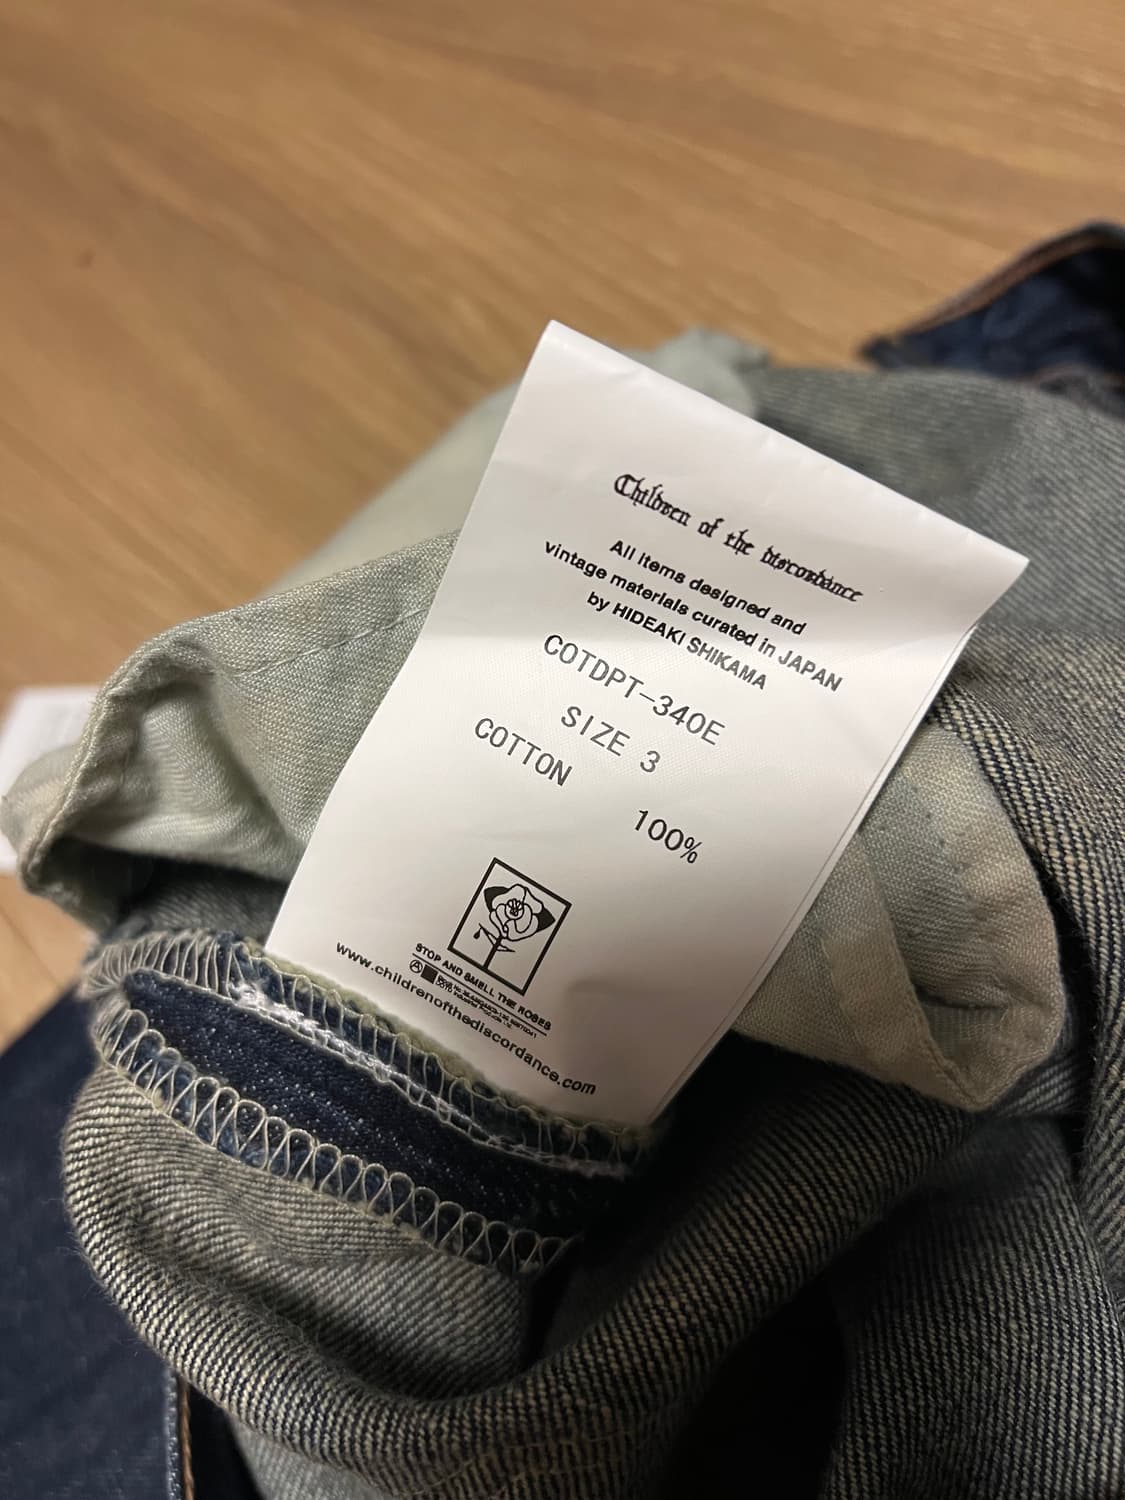 Children of the discordance
All items designed and
vintage materials curated in JAPAN
by HIDEAKI SHIKAMA
COTDPT-340E
SIZE 3
COTTON
100%
STOP AND SMELL THE ROSES
www.childrenofthediscordance.com